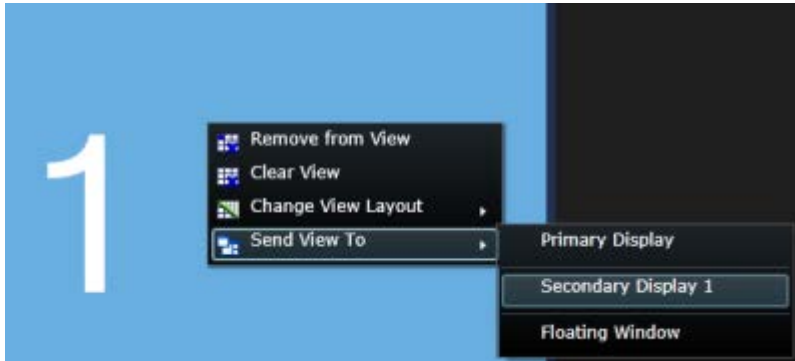 1
Remove from View
Clear View
Change View Layout
Send View To
Primary Display
Secondary Display 1
Floating Window